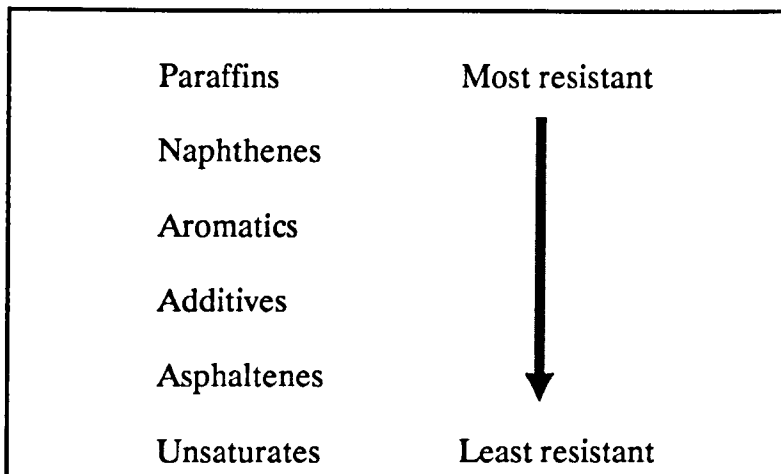 Paraffins Most resistant
Naphthenes
Aromatics
Additives
Asphaltenes
Unsaturates Least resistant